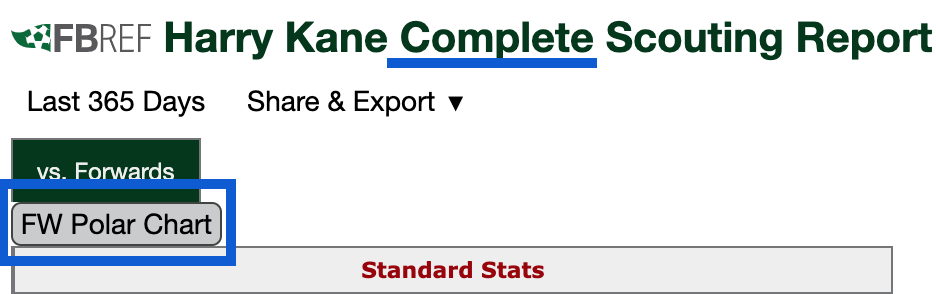 FBREF Harry Kane Complete Scouting Report
Last 365 Days Share & Export ▼
vs. Forwards
FW Polar Chart
Standard Stats